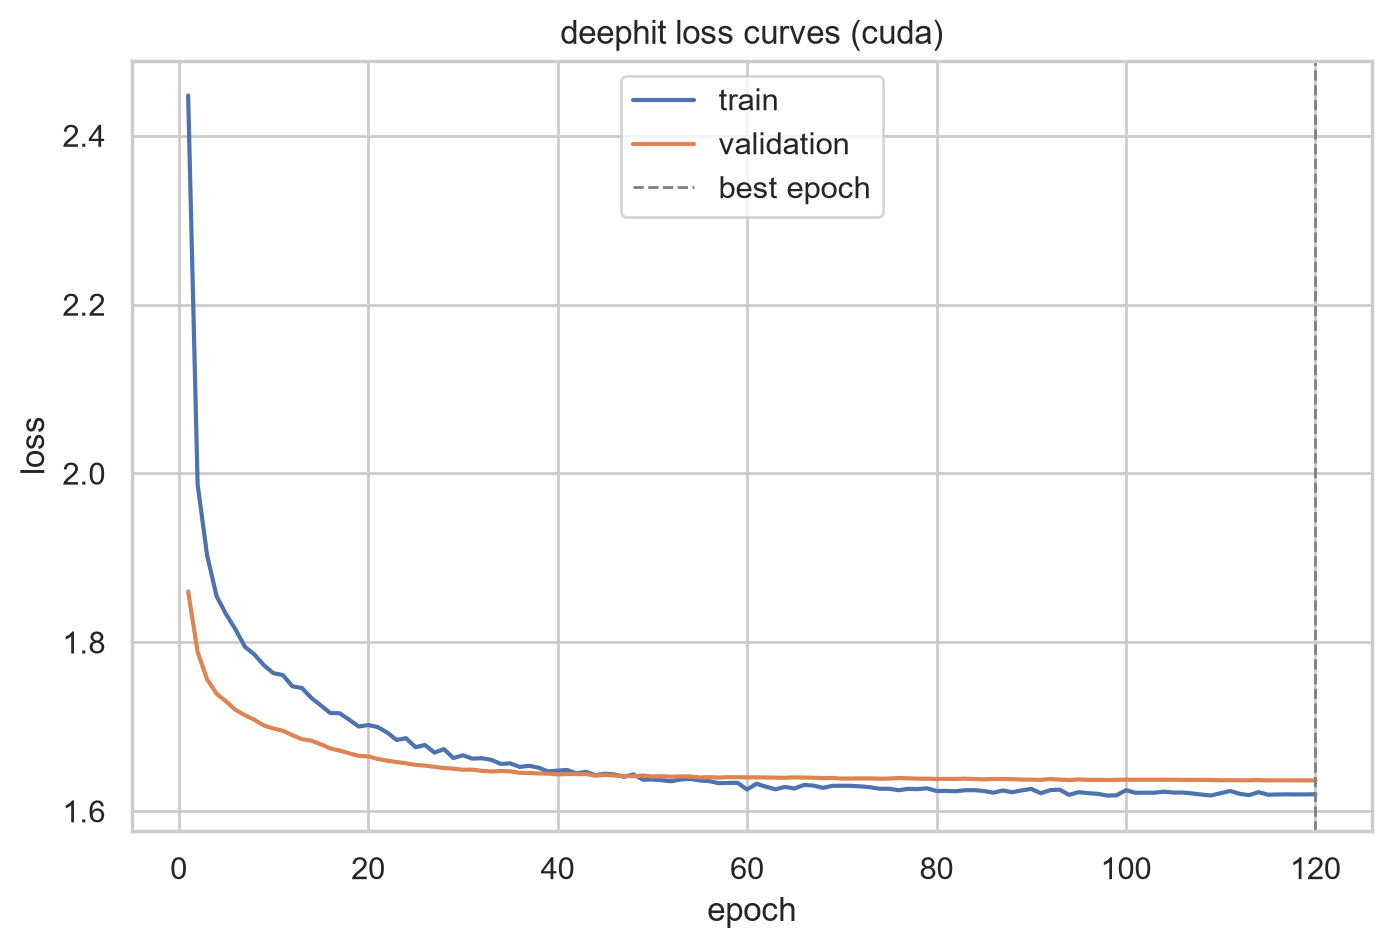 deephit loss curves (cuda)
train
validation
best epoch
2.4
2.2
2.0
1.8
1.6
loss
0 20 40 60 80 100 120
epoch